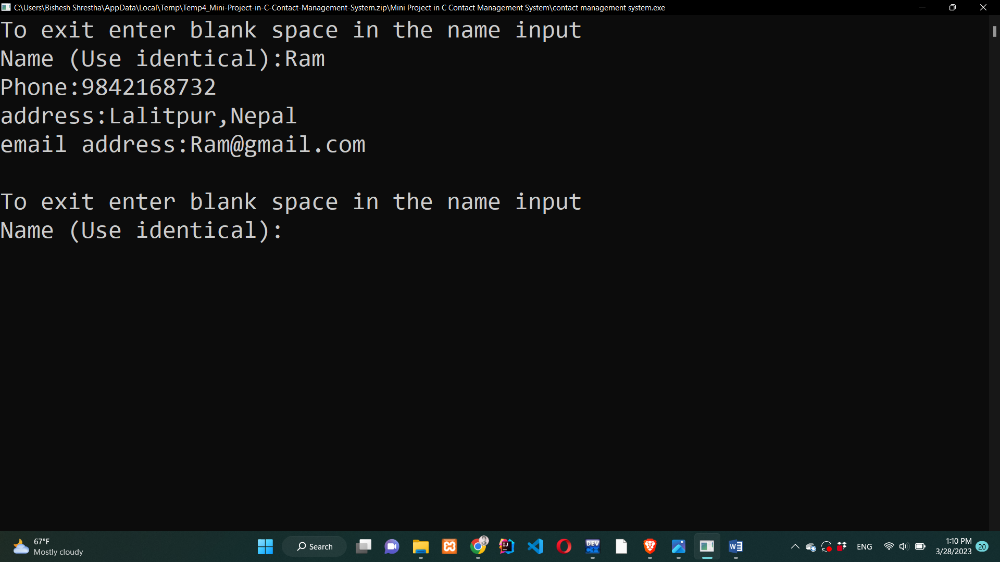 C:\Users\Bishesh Shrestha\AppData\Local\Temp\Temp4_Mini-Project-in-C-Contact-Management-System.zip\Mini Project in C Contact Management System\contact management system.exe
To exit enter blank space in the name input
Name (Use identical):Ram
Phone:9842168732
address:Lalitpur,Nepal
email address:Ram@gmail.com
To exit enter blank space in the name input
Name (Use identical):
67°F
Mostly cloudy
Search
IJ
DEV
C++
W
ENG
1:10 PM
3/28/2023
20